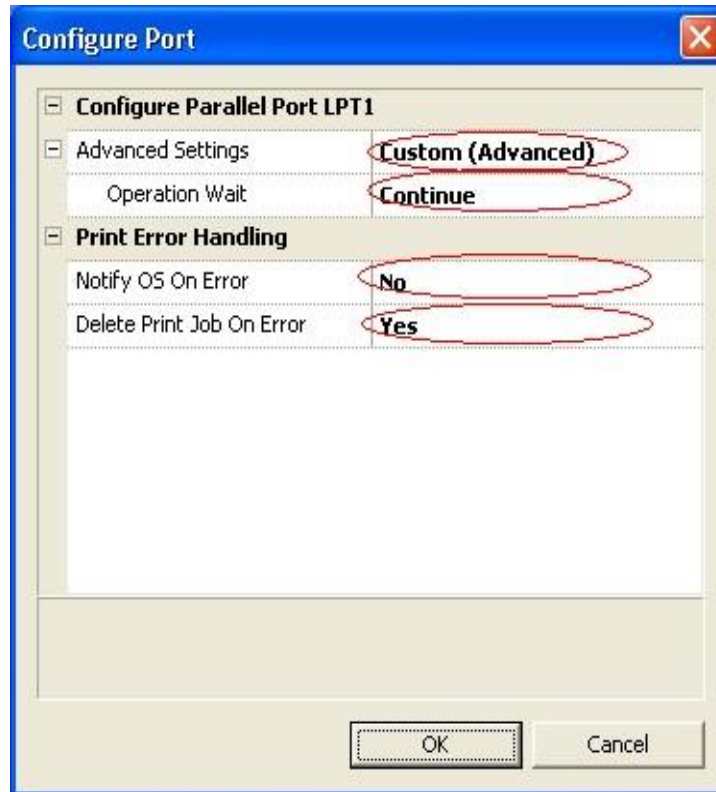 Configure Port
Configure Parallel Port LPT1
Advanced Settings Custom (Advanced)
Operation Wait Continue
Print Error Handling
Notify OS On Error No
Delete Print Job On Error Yes
OK Cancel